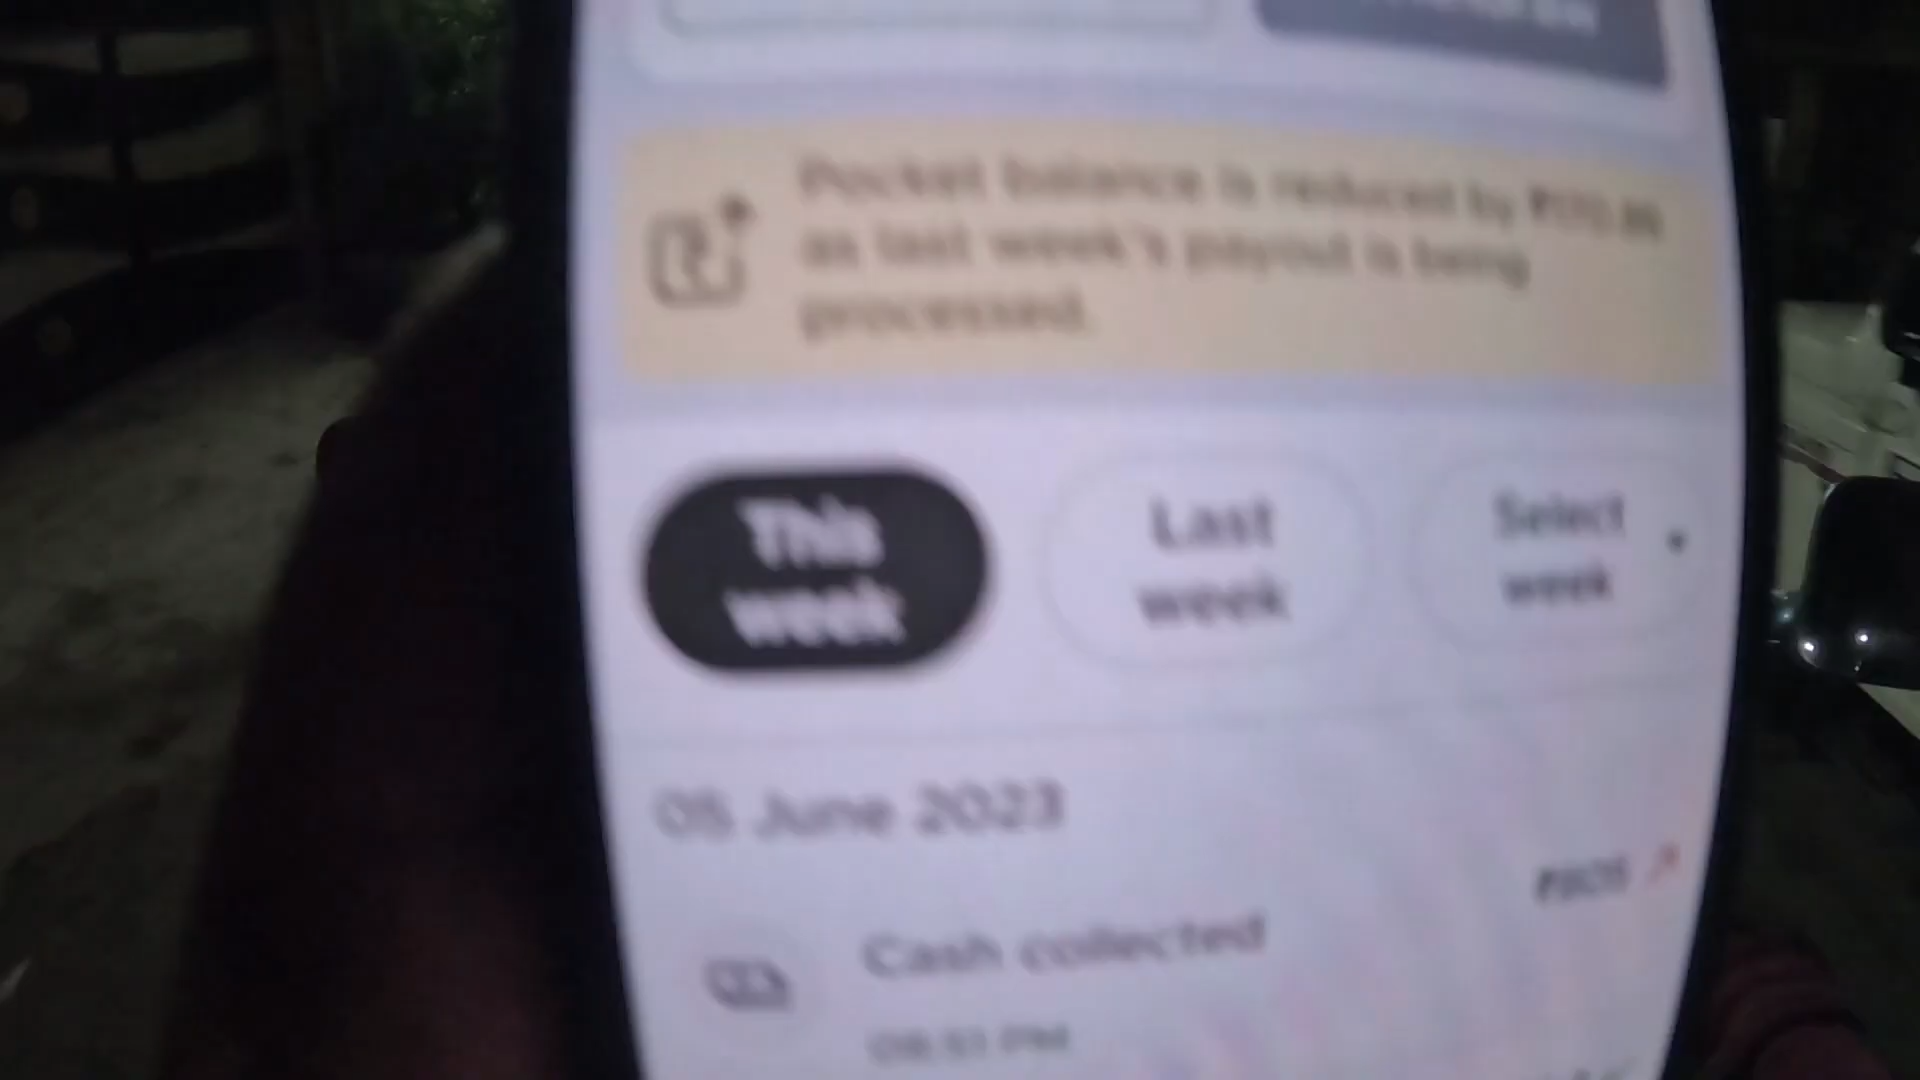 Pocket balance is reduced by
as last week's payout is being
processed.
This
week
Last
week
Select
week
05 June 2023
Cash collected
PM